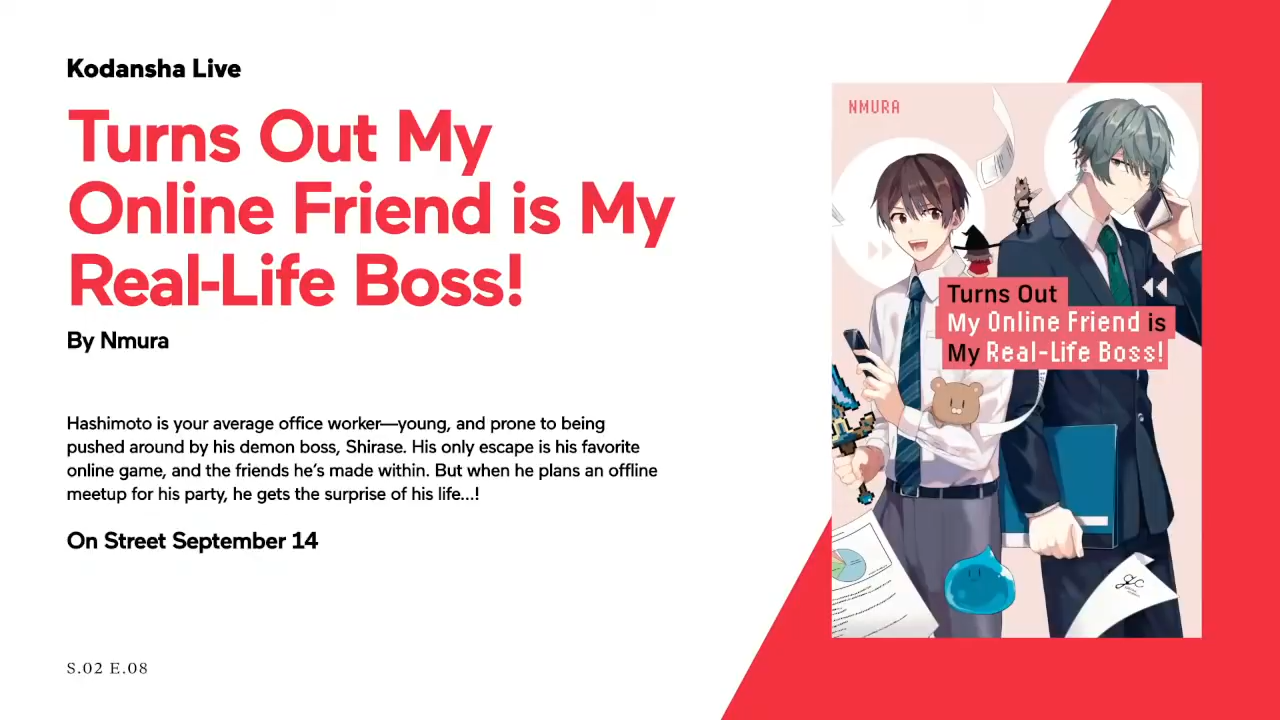 Kodansha Live
Turns Out My
Online Friend is My
Real-Life Boss!
By Nmura
Hashimoto is your average office worker—young, and prone to being
pushed around by his demon boss, Shirase. His only escape is his favorite
online game, and the friends he's made within. But when he plans an offline
meetup for his party, he gets the surprise of his life...!
On Street September 14
S.02 E.08
NMURA
Turns Out
My Online Friend is
My Real-Life Boss!